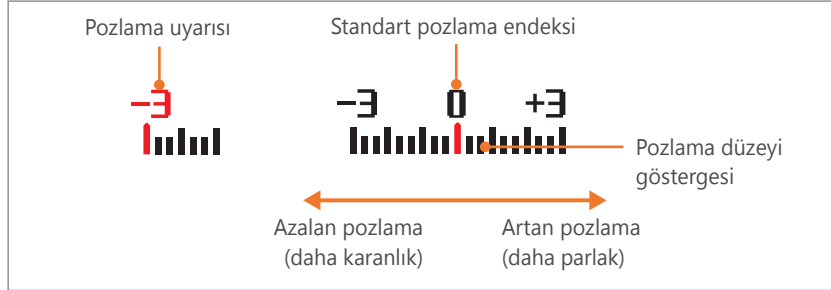 Pozlama uyarısı
Standart pozlama endeksi
-3
-3 0 +3
Pozlama düzeyi
göstergesi
Azalan pozlama
(daha karanlık)
Artan pozlama
(daha parlak)